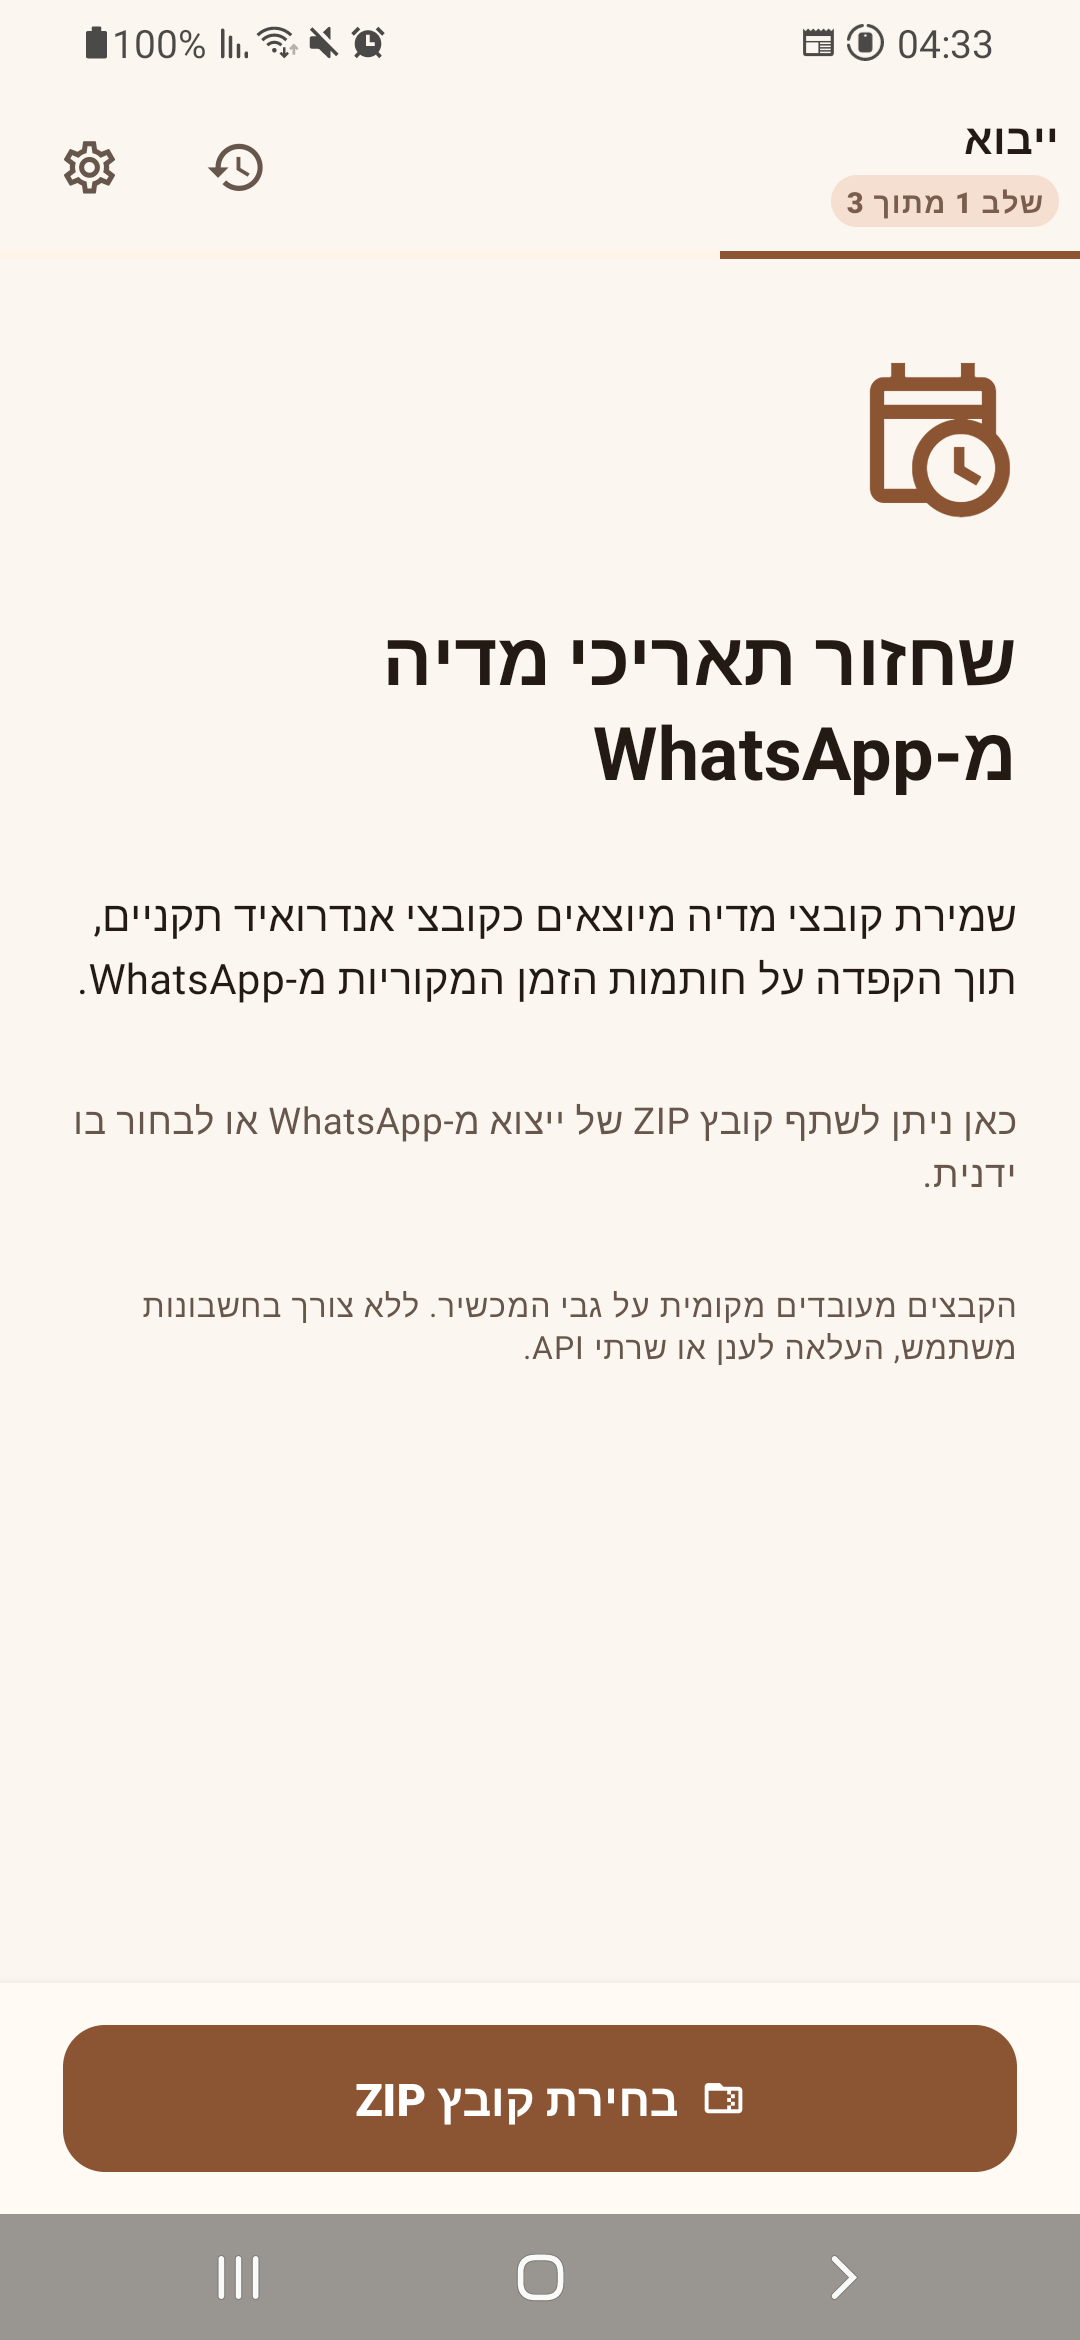 100%
04:33
ייבוא
שלב 1 מתוך 3
שחזור תאריכי מדיה
מ-WhatsApp
שמירת קובצי מדיה מיוצאים כקובצי אנדרואיד תקניים,
תוך הקפדה על חותמות הזמן המקוריות מ-WhatsApp.
כאן ניתן לשתף קובץ ZIP של ייצוא מ-WhatsApp או לבחור בו
ידנית.
הקבצים מעובדים מקומית על גבי המכשיר. ללא צורך בחשבונות
משתמש, העלאה לענן או שרתי API.
בחירת קובץ ZIP